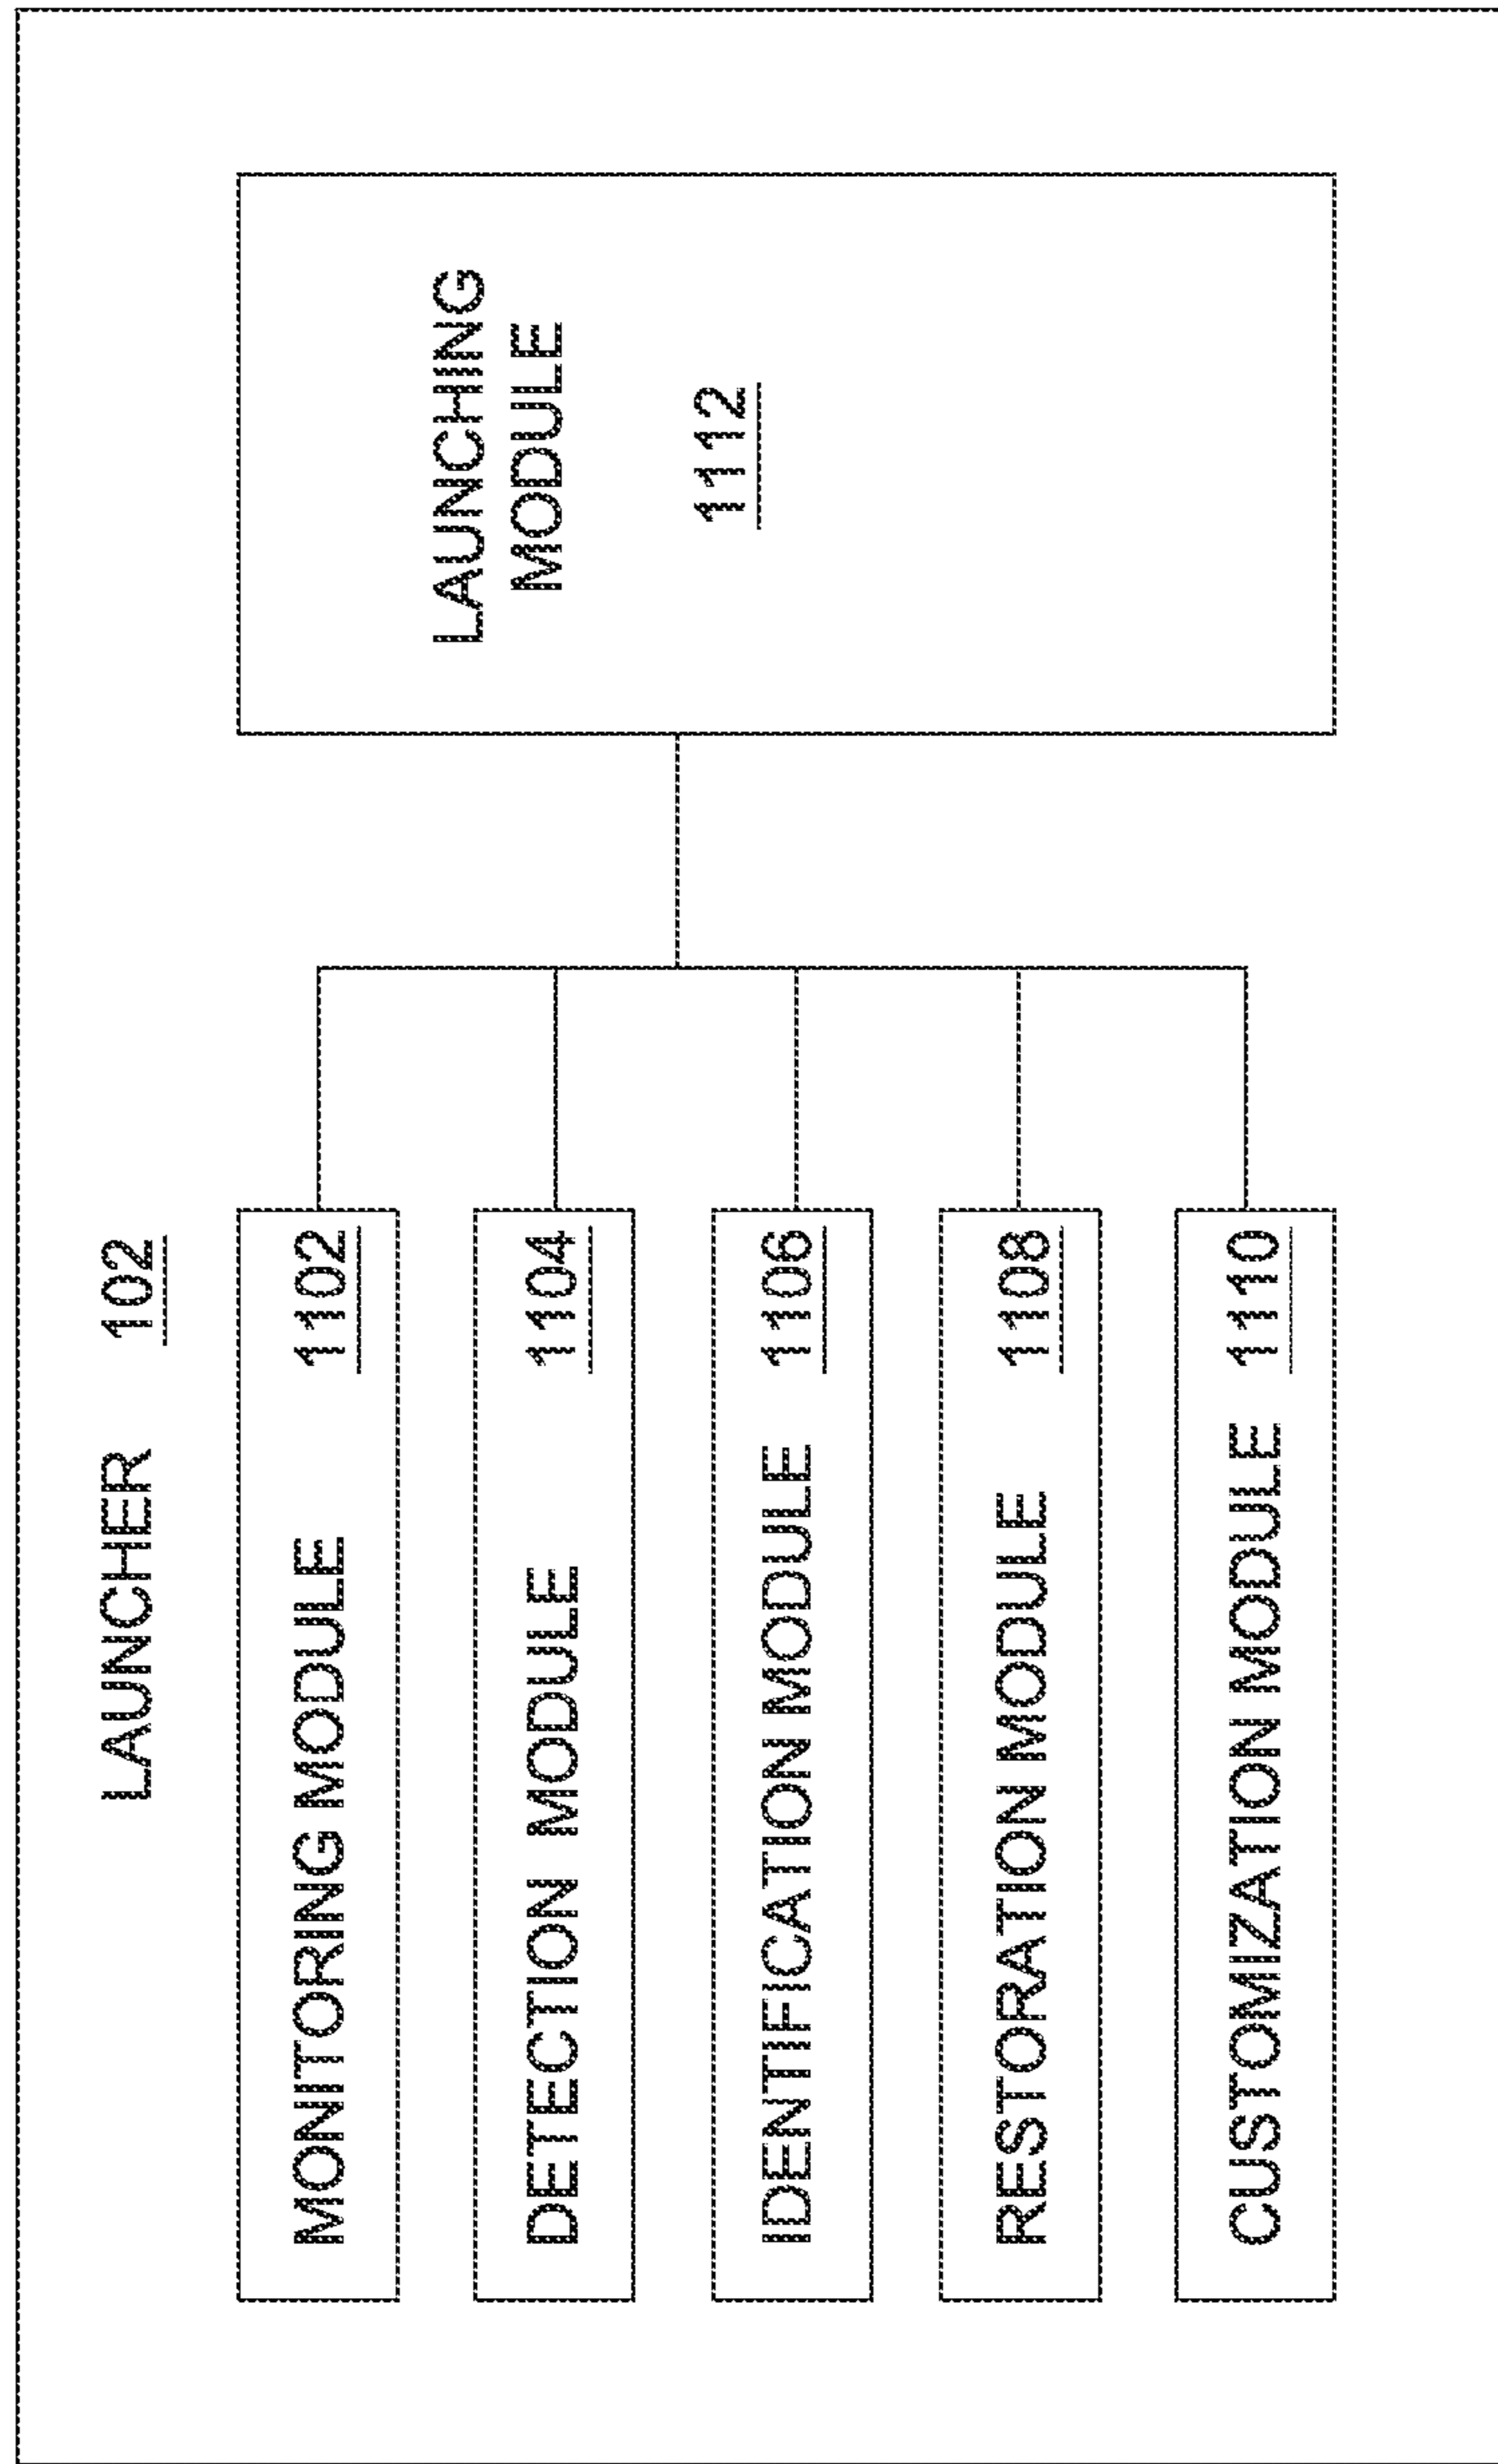 LAUNCHER 102
MONITORING MODULE 1102
DETECTION MODULE 1104
IDENTIFICATION MODULE 1106
RESTORATION MODULE 1108
CUSTOMIZATION MODULE 1110
LAUNCHING
MODULE
1112